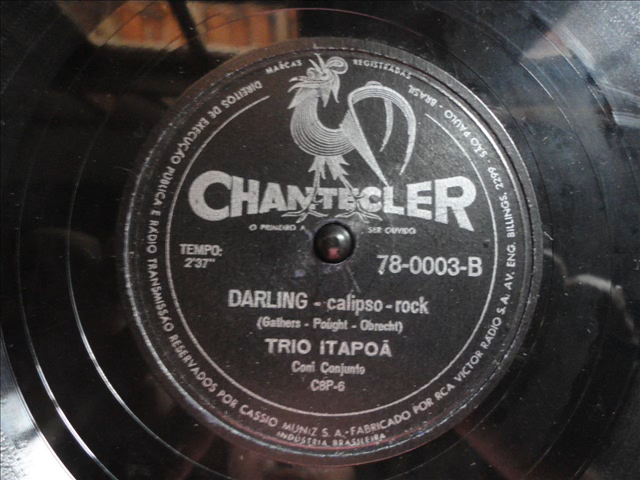 MARCAS REGISTRADAS
CHANTECLER
O PRIMEIRO A SER OUVIDO
TEMPO:
2'37"
78-0003-B
DARLING - calipso - rock
(Gathers - Pought - Obrecht)
TRIO ITAPOÃ
Com Conjunto
C8P-6
DIREITOS DE EXECUÇÃO PUBLICA E RÁDIO TRANSMISSÃO RESERVADOS POR CASSIO MUNIZ S. A. - FABRICADO POR RCA VICTOR RADIO S. A. AV. ENG. BILLINGS, 2299 - SÃO PAULO - BRASIL
INDÚSTRIA BRASILEIRA